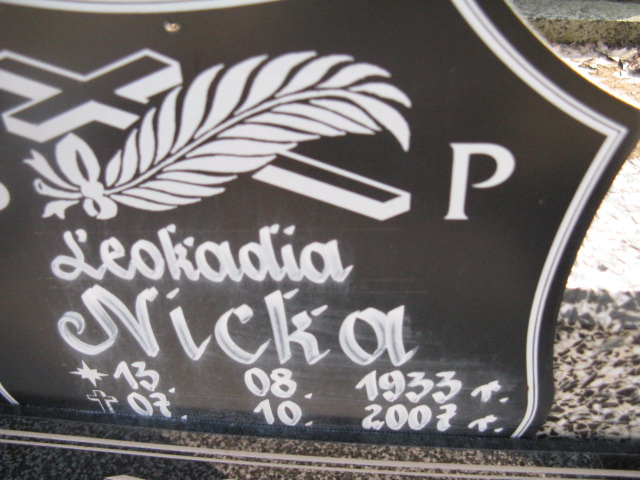 P
Leokadia
Nicka
* 13. 08. 1933 r.
† 07. 10. 2007 r.